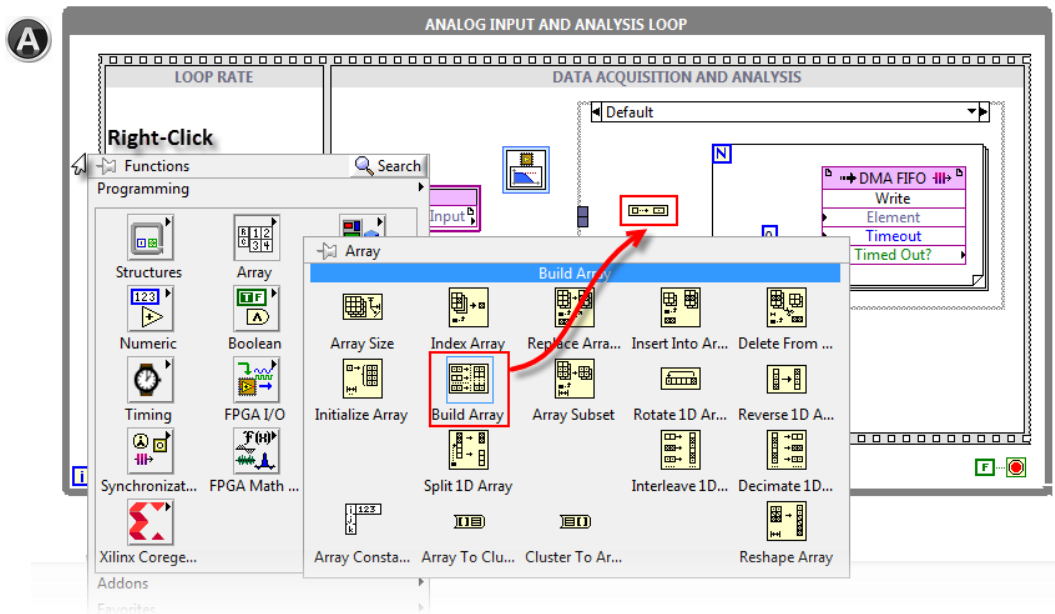 A
ANALOG INPUT AND ANALYSIS LOOP
LOOP RATE
DATA ACQUISITION AND ANALYSIS
Default
Right-Click
N
Functions
Search
DMA FIFO
Programming
Write
Input
Element
0
Timeout
Array
Timed Out?
Build Array
Structures
Array
Numeric
Boolean
Array Size
Index Array
Replace Arra...
Insert Into Ar...
Delete From ...
Timing
FPGA I/O
Initialize Array
Build Array
Array Subset
Rotate 1D Ar...
Reverse 1D A...
i
F
Synchronizat...
FPGA Math ...
Split 1D Array
Interleave 1D...
Decimate 1D...
Xilinx Corege...
Array Consta...
Array To Clu...
Cluster To Ar...
Reshape Array
Addons
Favorites